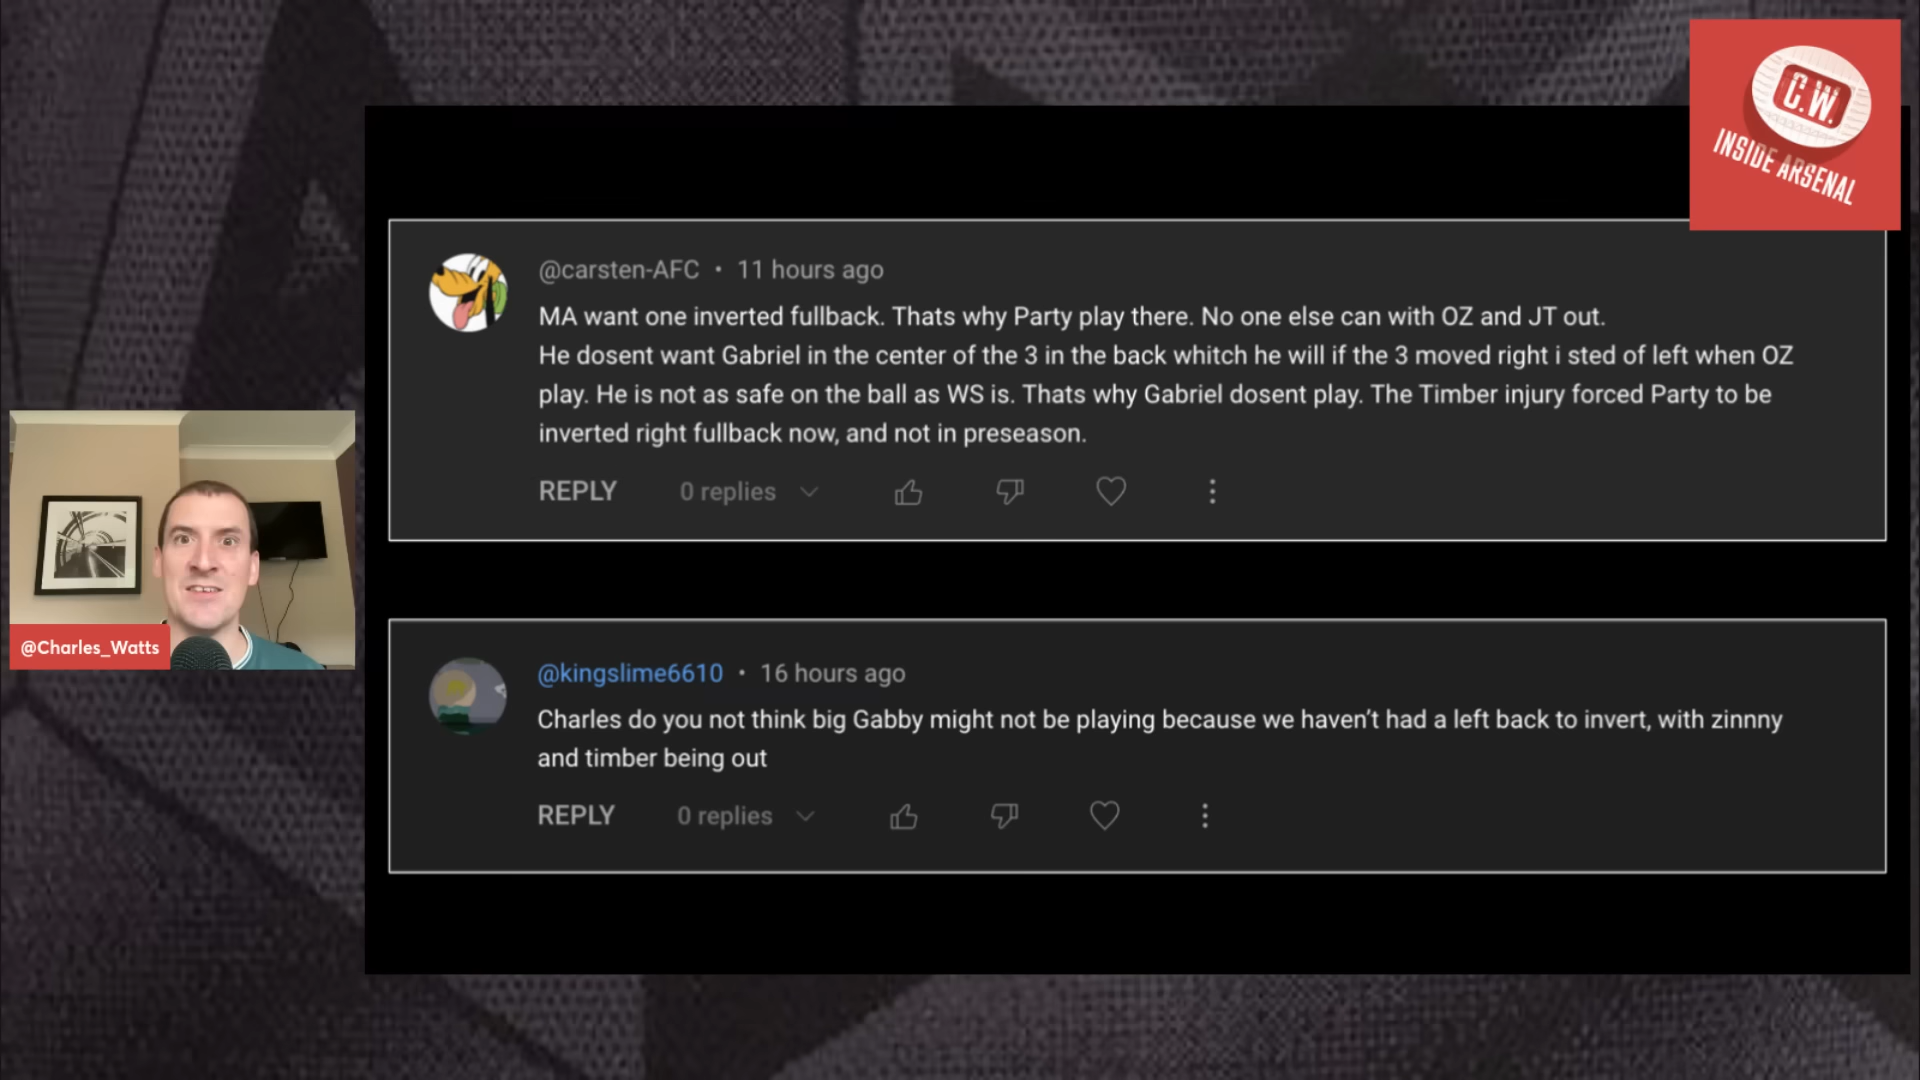 C.W.
INSIDE ARSENAL
@carsten-AFC • 11 hours ago
MA want one inverted fullback. Thats why Party play there. No one else can with OZ and JT out.
He dosent want Gabriel in the center of the 3 in the back whitch he will if the 3 moved right i sted of left when OZ
play. He is not as safe on the ball as WS is. Thats why Gabriel dosent play. The Timber injury forced Party to be
inverted right fullback now, and not in preseason.
REPLY 0 replies
@Charles_Watts
@kingslime6610 • 16 hours ago
Charles do you not think big Gabby might not be playing because we haven’t had a left back to invert, with zinnny
and timber being out
REPLY 0 replies